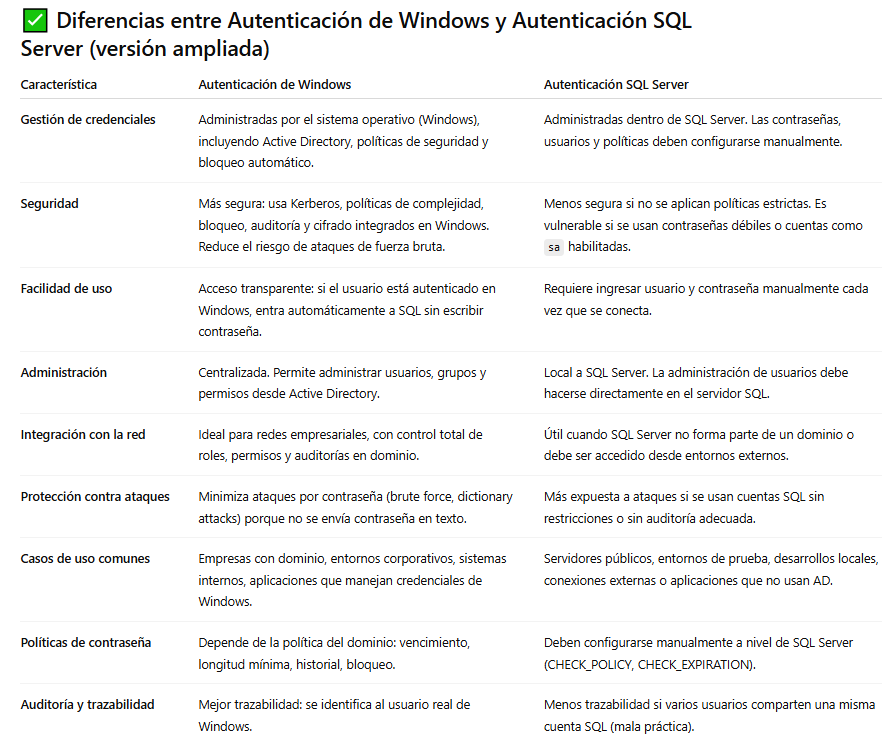 ✅ Diferencias entre Autenticación de Windows y Autenticación SQL
Server (versión ampliada)
Característica Autenticación de Windows Autenticación SQL Server
Gestión de credenciales Administradas por el sistema operativo (Windows), Administradas dentro de SQL Server. Las contraseñas,
incluyendo Active Directory, políticas de seguridad y usuarios y políticas deben configurarse manualmente.
bloqueo automático.
Seguridad Más segura: usa Kerberos, políticas de complejidad, Menos segura si no se aplican políticas estrictas. Es
bloqueo, auditoría y cifrado integrados en Windows. vulnerable si se usan contraseñas débiles o cuentas como
Reduce el riesgo de ataques de fuerza bruta. sa habilitadas.
Facilidad de uso Acceso transparente: si el usuario está autenticado en Requiere ingresar usuario y contraseña manualmente cada
Windows, entra automáticamente a SQL sin escribir vez que se conecta.
contraseña.
Administración Centralizada. Permite administrar usuarios, grupos y Local a SQL Server. La administración de usuarios debe
permisos desde Active Directory. hacerse directamente en el servidor SQL.
Integración con la red Ideal para redes empresariales, con control total de Útil cuando SQL Server no forma parte de un dominio o
roles, permisos y auditorías en dominio. debe ser accedido desde entornos externos.
Protección contra ataques Minimiza ataques por contraseña (brute force, dictionary Más expuesta a ataques si se usan cuentas SQL sin
attacks) porque no se envía contraseña en texto. restricciones o sin auditoría adecuada.
Casos de uso comunes Empresas con dominio, entornos corporativos, sistemas Servidores públicos, entornos de prueba, desarrollos locales,
internos, aplicaciones que manejan credenciales de conexiones externas o aplicaciones que no usan AD.
Windows.
Políticas de contraseña Depende de la política del dominio: vencimiento, Deben configurarse manualmente a nivel de SQL Server
longitud mínima, historial, bloqueo. (CHECK_POLICY, CHECK_EXPIRATION).
Auditoría y trazabilidad Mejor trazabilidad: se identifica al usuario real de Menos trazabilidad si varios usuarios comparten una misma
Windows. cuenta SQL (mala práctica).